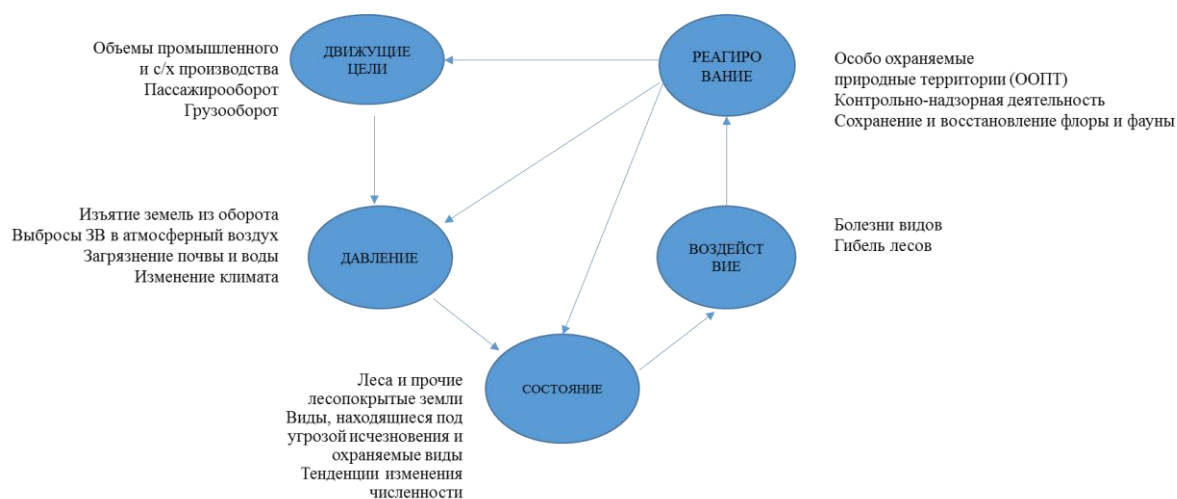 Объемы промышленного
и с/х производства
Пассажирооборот
Грузооборот
ДВИЖУЩИЕ
ЦЕЛИ
РЕАГИРО
ВАНИЕ
Особо охраняемые
природные территории (ООПТ)
Контрольно-надзорная деятельность
Сохранение и восстановление флоры и фауны
Изъятие земель из оборота
Выбросы ЗВ в атмосферный воздух
Загрязнение почвы и воды
Изменение климата
ДАВЛЕНИЕ
ВОЗДЕЙСТ
ВИЕ
Болезни видов
Гибель лесов
Леса и прочие
лесопокрытые земли
Виды, находящиеся под
угрозой исчезновения и
охраняемые виды
Тенденции изменения
численности
СОСТОЯНИЕ